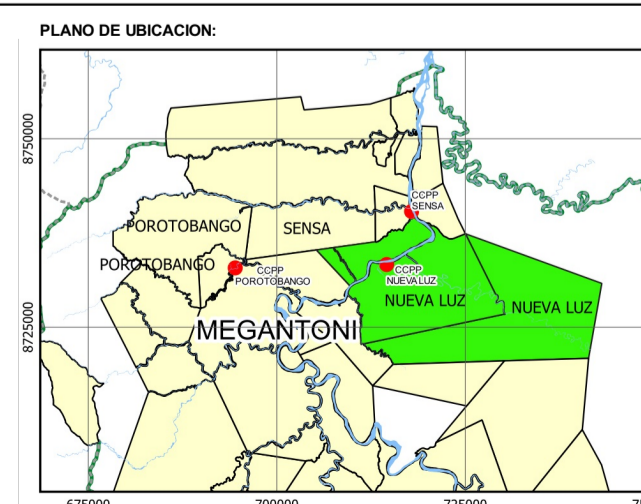 PLANO DE UBICACION:
8750000
CCPP
SENSA
POROTOBANGO
SENSA
POROTOBANGO
CCPP
POROTOBANGO
CCPP
NUEVA LUZ
NUEVA LUZ
NUEVA LUZ
8725000
MEGANTONI
675000
700000
725000